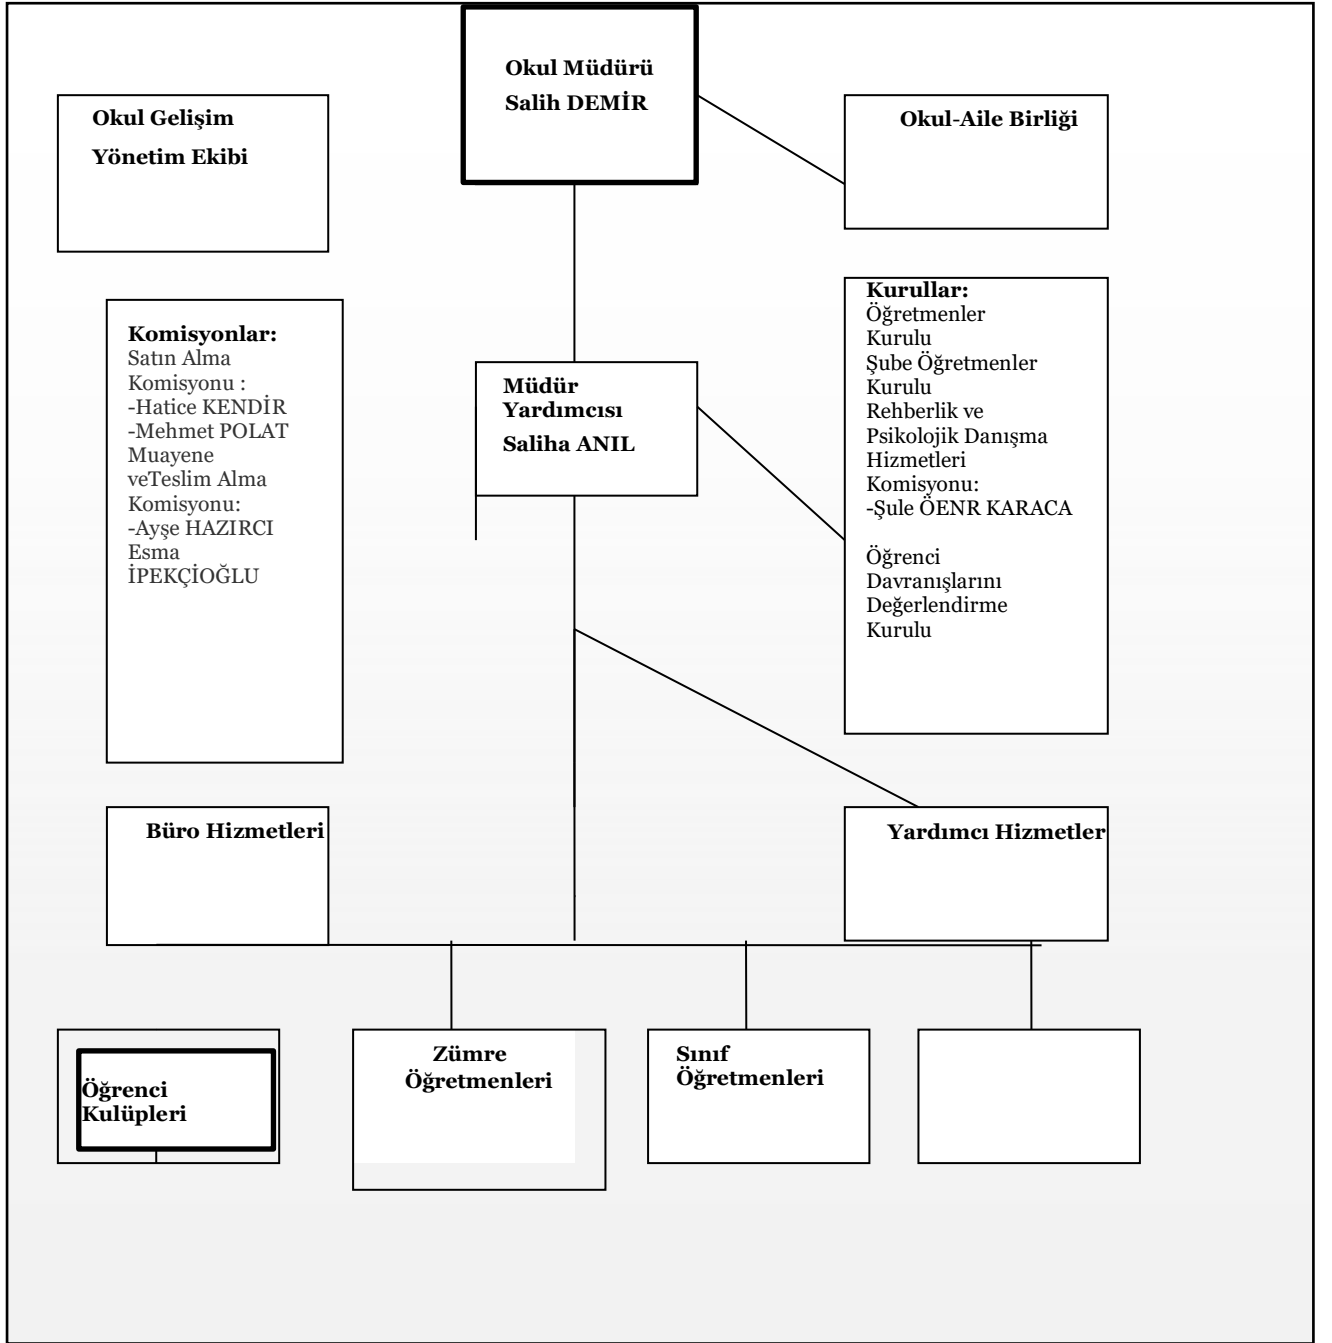 Okul Müdürü
Salih DEMİR
Okul Gelişim
Yönetim Ekibi
Okul-Aile Birliği
Komisyonlar:
Satın Alma
Komisyonu :
-Hatice KENDİR
-Mehmet POLAT
Muayene
veTeslim Alma
Komisyonu:
-Ayşe HAZIRCI
Esma
İPEKÇİOĞLU
Müdür
Yardımcısı
Saliha ANIL
Kurullar:
Öğretmenler
Kurulu
Şube Öğretmenler
Kurulu
Rehberlik ve
Psikolojik Danışma
Hizmetleri
Komisyonu:
-Şule ÖENR KARACA
Öğrenci
Davranışlarını
Değerlendirme
Kurulu
Büro Hizmetleri
Yardımcı Hizmetler
Öğrenci
Kulüpleri
Zümre
Öğretmenleri
Sınıf
Öğretmenleri